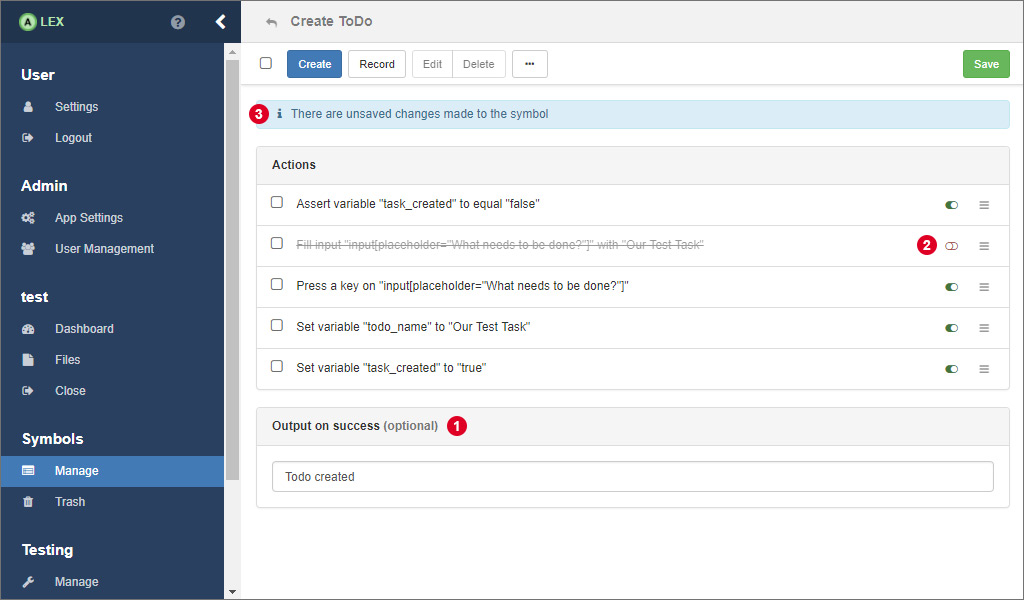 A LEX
?
User
Settings
Logout
Admin
App Settings
User Management
test
Dashboard
Files
Close
Symbols
Manage
Trash
Testing
Manage
Create ToDo
Create Record Edit Delete ··· Save
3 i There are unsaved changes made to the symbol
Actions
Assert variable "task_created" to equal "false"
Fill input "input[placeholder="What needs to be done?"]" with "Our Test Task" 2
Press a key on "input[placeholder="What needs to be done?"]"
Set variable "todo_name" to "Our Test Task"
Set variable "task_created" to "true"
Output on success (optional) 1
Todo created